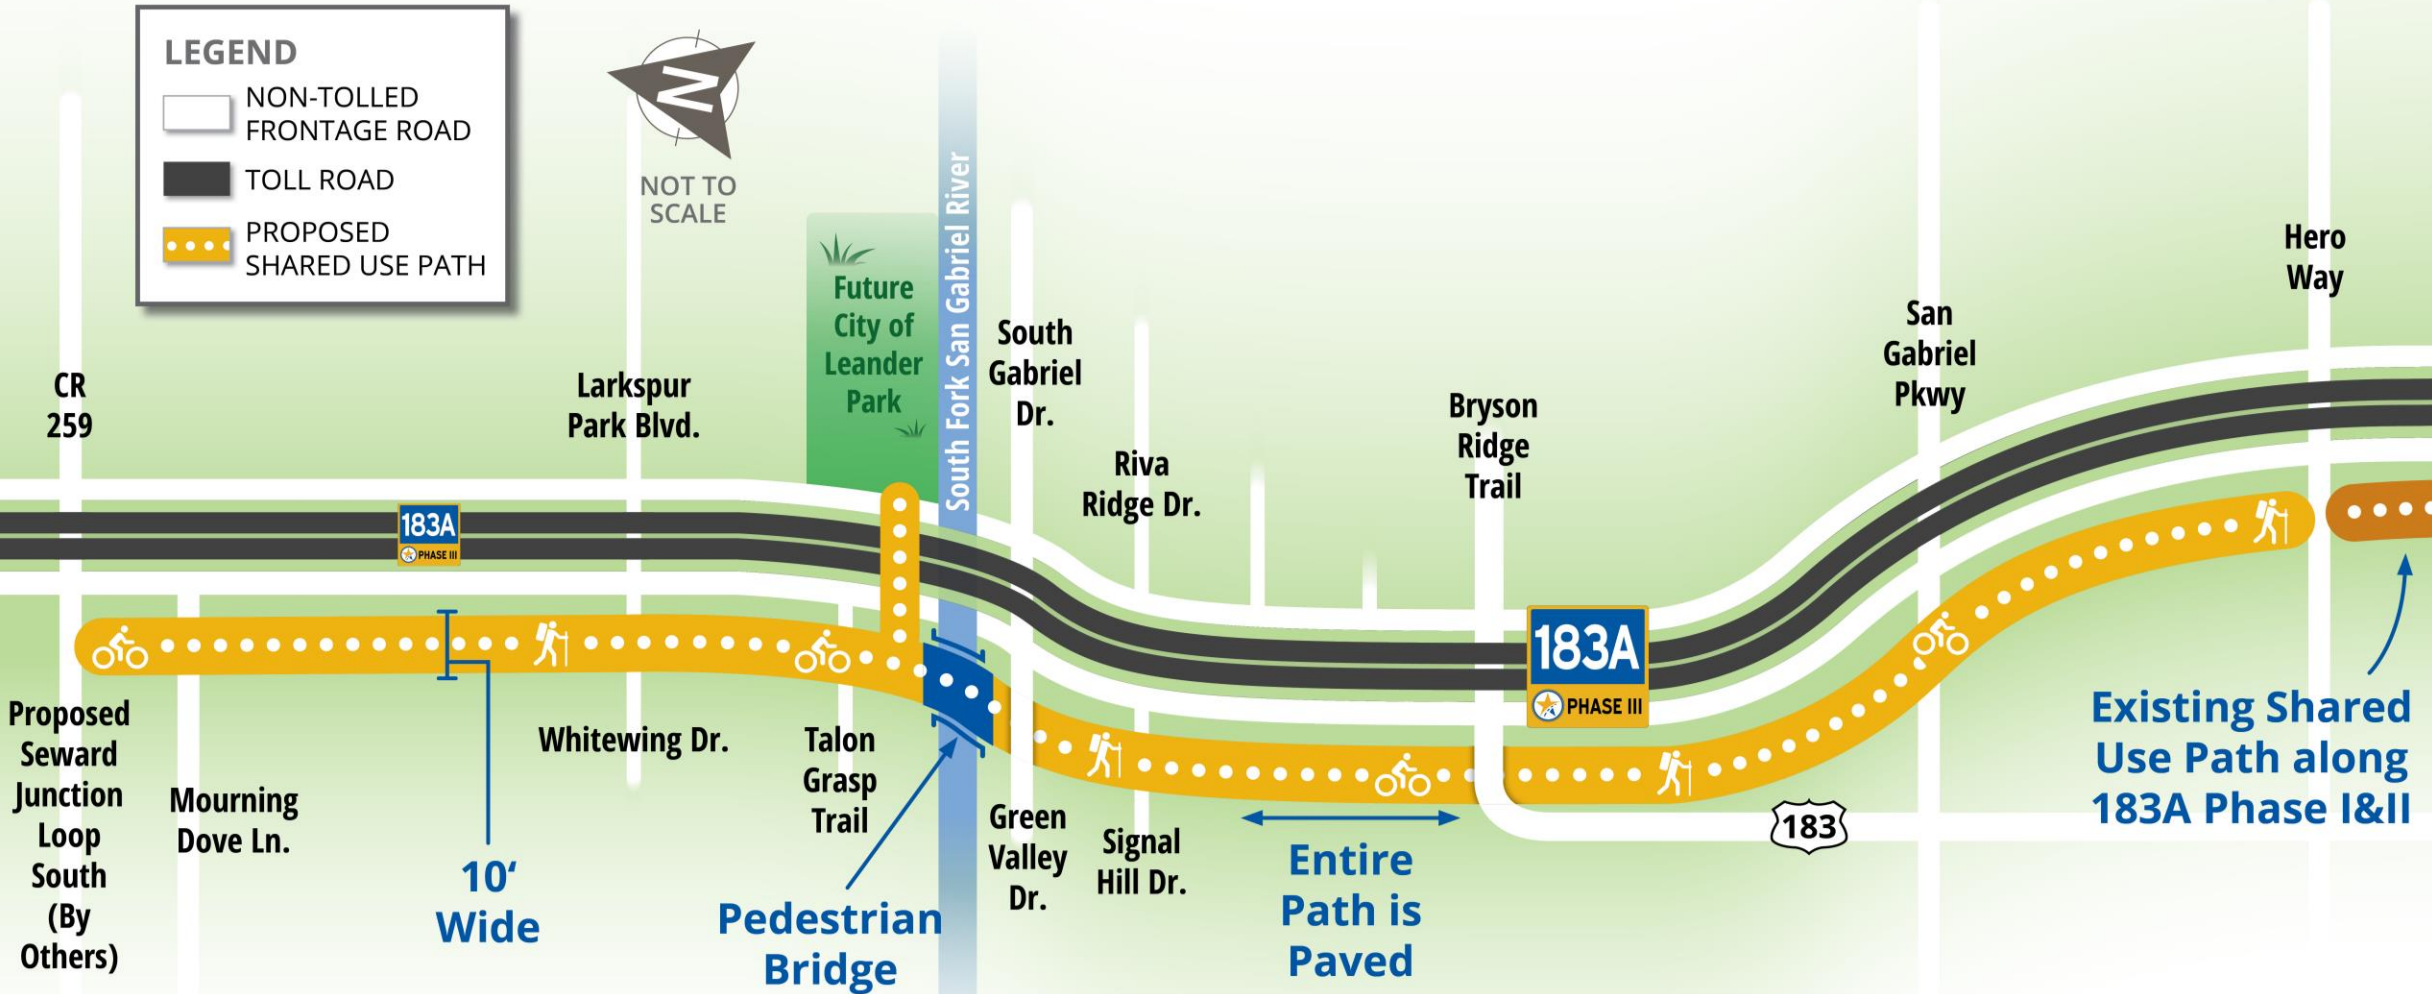 LEGEND
NON-TOLLED
FRONTAGE ROAD
TOLL ROAD
PROPOSED
SHARED USE PATH
N
NOT TO
SCALE
CR
259
Larkspur
Park Blvd.
Future
City of
Leander
Park
South Fork San Gabriel River
South
Gabriel
Dr.
Riva
Ridge Dr.
Bryson
Ridge
Trail
San
Gabriel
Pkwy
Hero
Way
183A
PHASE III
183A
PHASE III
Proposed
Seward
Junction
Loop
South
(By
Others)
Mourning
Dove Ln.
10‘
Wide
Whitewing Dr.
Talon
Grasp
Trail
Pedestrian
Bridge
Green
Valley
Dr.
Signal
Hill Dr.
Entire
Path is
Paved
183
Existing Shared
Use Path along
183A Phase I&II